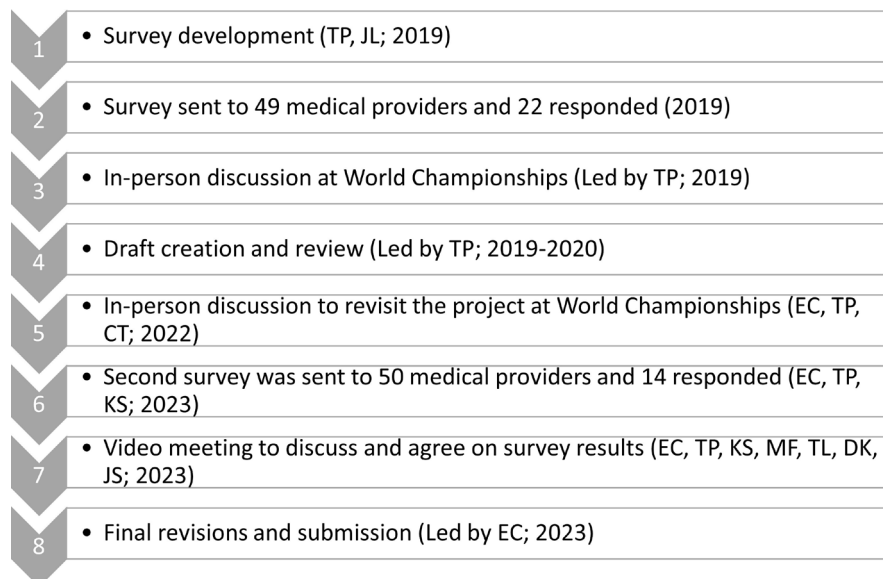 1
• Survey development (TP, JL; 2019)
2
• Survey sent to 49 medical providers and 22 responded (2019)
3
• In-person discussion at World Championships (Led by TP; 2019)
4
• Draft creation and review (Led by TP; 2019-2020)
5
• In-person discussion to revisit the project at World Championships (EC, TP,
CT; 2022)
6
• Second survey was sent to 50 medical providers and 14 responded (EC, TP,
KS; 2023)
7
• Video meeting to discuss and agree on survey results (EC, TP, KS, MF, TL, DK,
JS; 2023)
8
• Final revisions and submission (Led by EC; 2023)